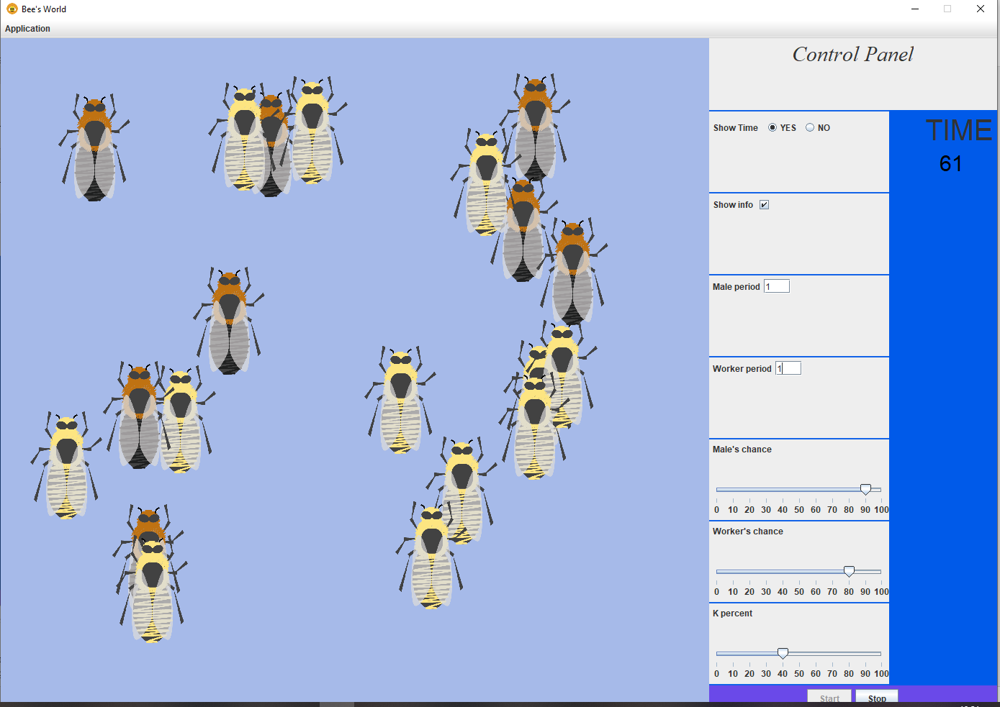 Bee's World
Application
Control Panel
Show Time YES NO
TIME
61
Show info
Male period 1
Worker period 1
Male's chance
0 10 20 30 40 50 60 70 80 90 100
Worker's chance
0 10 20 30 40 50 60 70 80 90 100
K percent
0 10 20 30 40 50 60 70 80 90 100
Start Stop